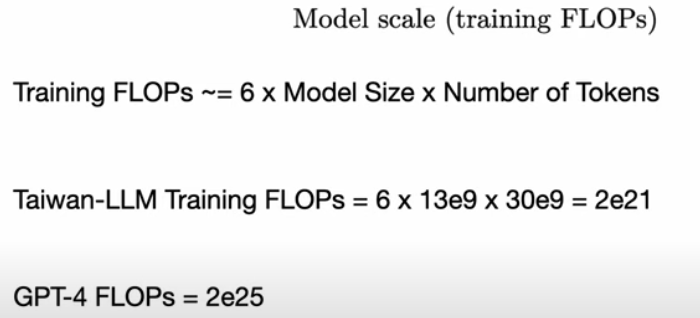 Model scale (training FLOPs)
Training FLOPs ~= 6 x Model Size x Number of Tokens
Taiwan-LLM Training FLOPs = 6 x 13e9 x 30e9 = 2e21
GPT-4 FLOPs = 2e25